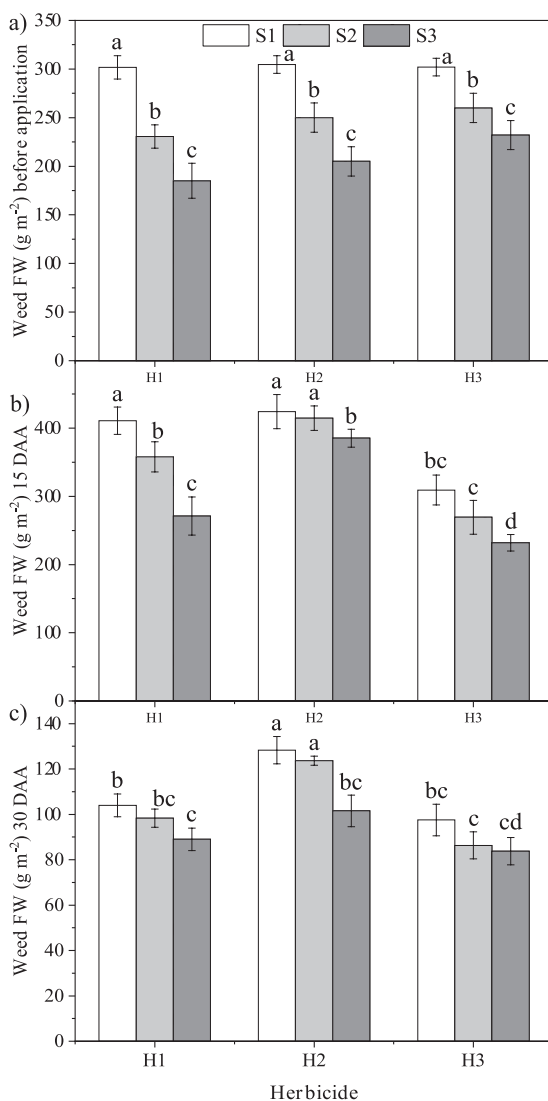 a)
S1 S2 S3
Weed FW (g m⁻²) before application
350
300
250
200
150
100
50
0
a b c
a b c
a b c
H1 H2 H3
b)
Weed FW (g m⁻²) 15 DAA
400
300
200
100
0
a b c
a a b
bc c d
H1 H2 H3
c)
Weed FW (g m⁻²) 30 DAA
140
120
100
80
60
40
20
0
b bc c
a a bc
bc c cd
H1 H2 H3
Herbicide